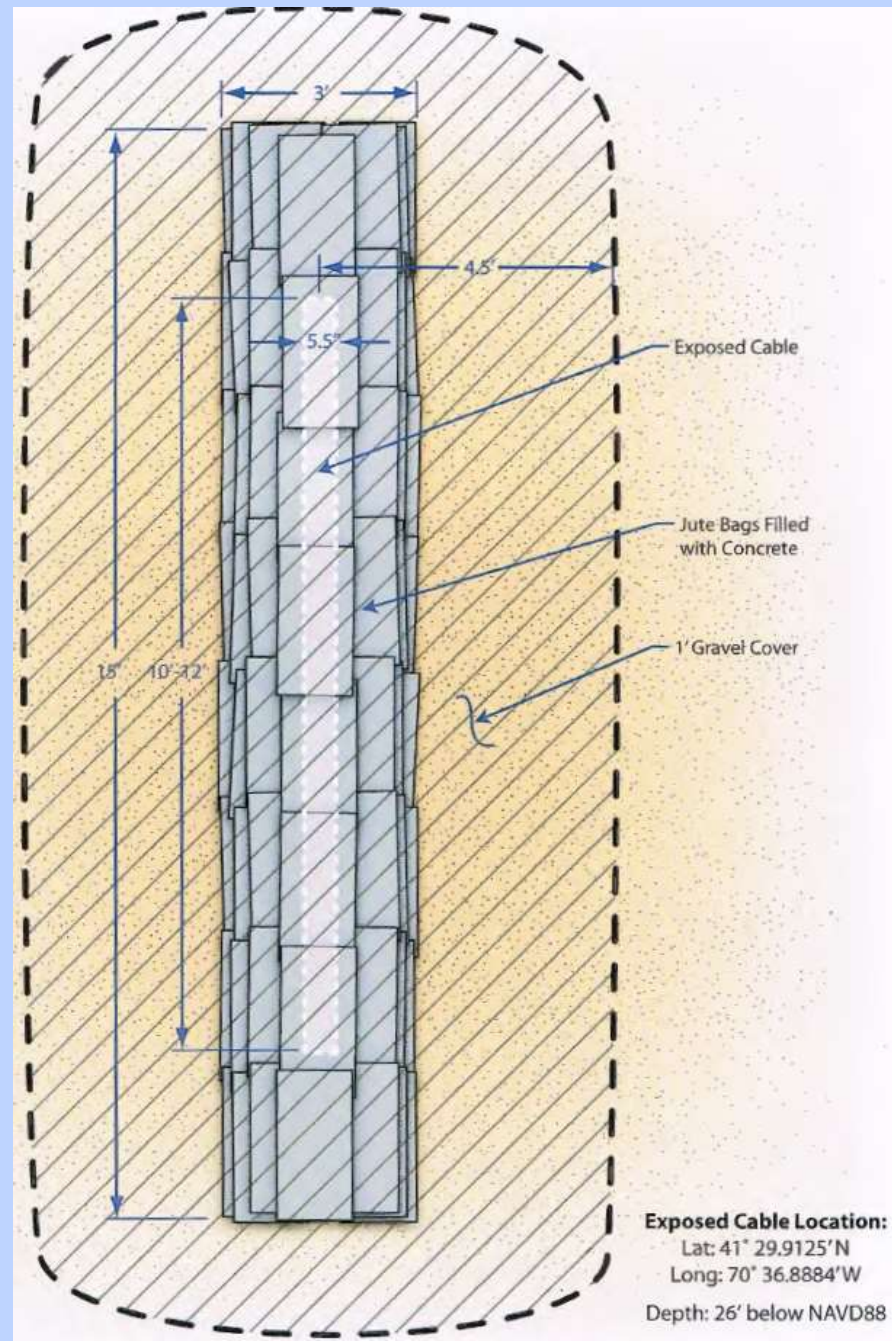 3'
4.5'
5.5"
Exposed Cable
Jute Bags Filled
with Concrete
1' Gravel Cover
15'
10'-12'
Exposed Cable Location:
Lat: 41° 29.9125'N
Long: 70° 36.8884'W
Depth: 26' below NAVD88